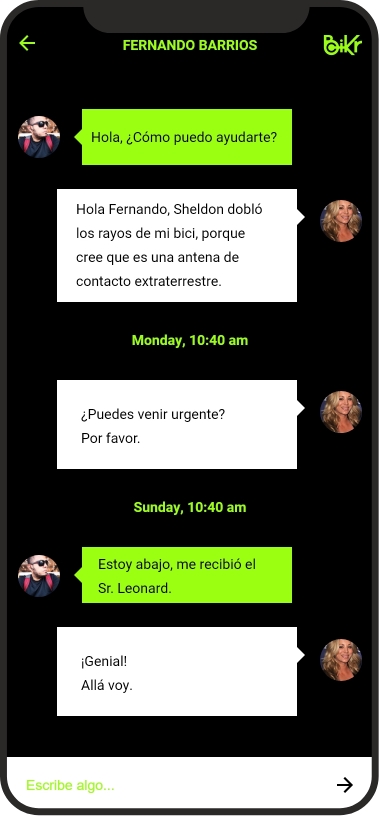 FERNANDO BARRIOS
BiKr
Hola, ¿Cómo puedo ayudarte?
Hola Fernando, Sheldon dobló
los rayos de mi bici, porque
cree que es una antena de
contacto extraterrestre.
Monday, 10:40 am
¿Puedes venir urgente?
Por favor.
Sunday, 10:40 am
Estoy abajo, me recibió el
Sr. Leonard.
¡Genial!
Allá voy.
Escribe algo...